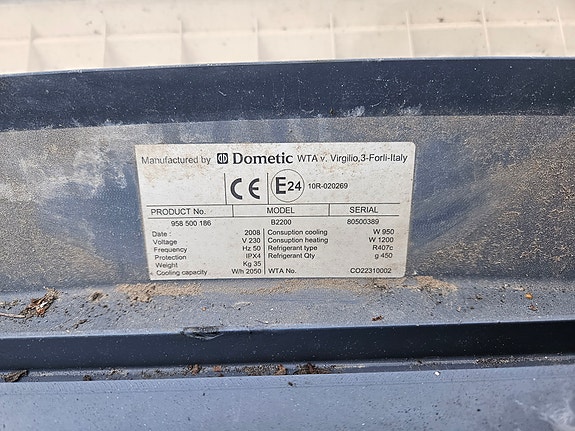 Manufactured by Dometic WTA v. Virgilio,3-Forlì-Italy
CE E24 10R-020269
PRODUCT No. MODEL SERIAL
958 500 186 B2200 80500389
Date : 2008 Consuption cooling W 950
Voltage V 230 Consuption heating W 1200
Frequency Hz 50 Refrigerant type R407c
Protection IPX4 Refrigerant Qty g 450
Weight Kg 35
Cooling capacity W/h 2050 WTA No. CO22310002